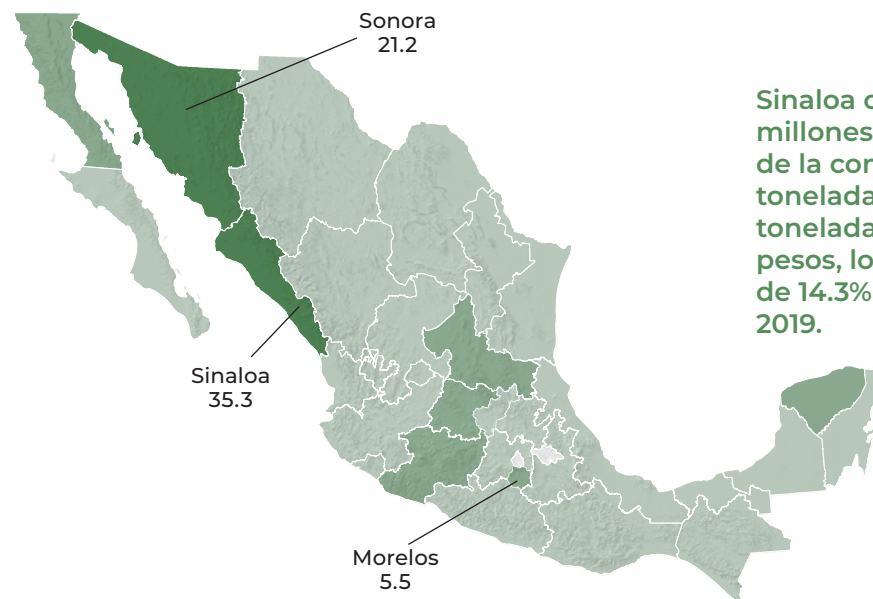 Sonora
21.2
Sinaloa
millones
de la
tonelada
tonelada
pesos, lo
de 14.3%
2019.
Sinaloa
35.3
Morelos
5.5